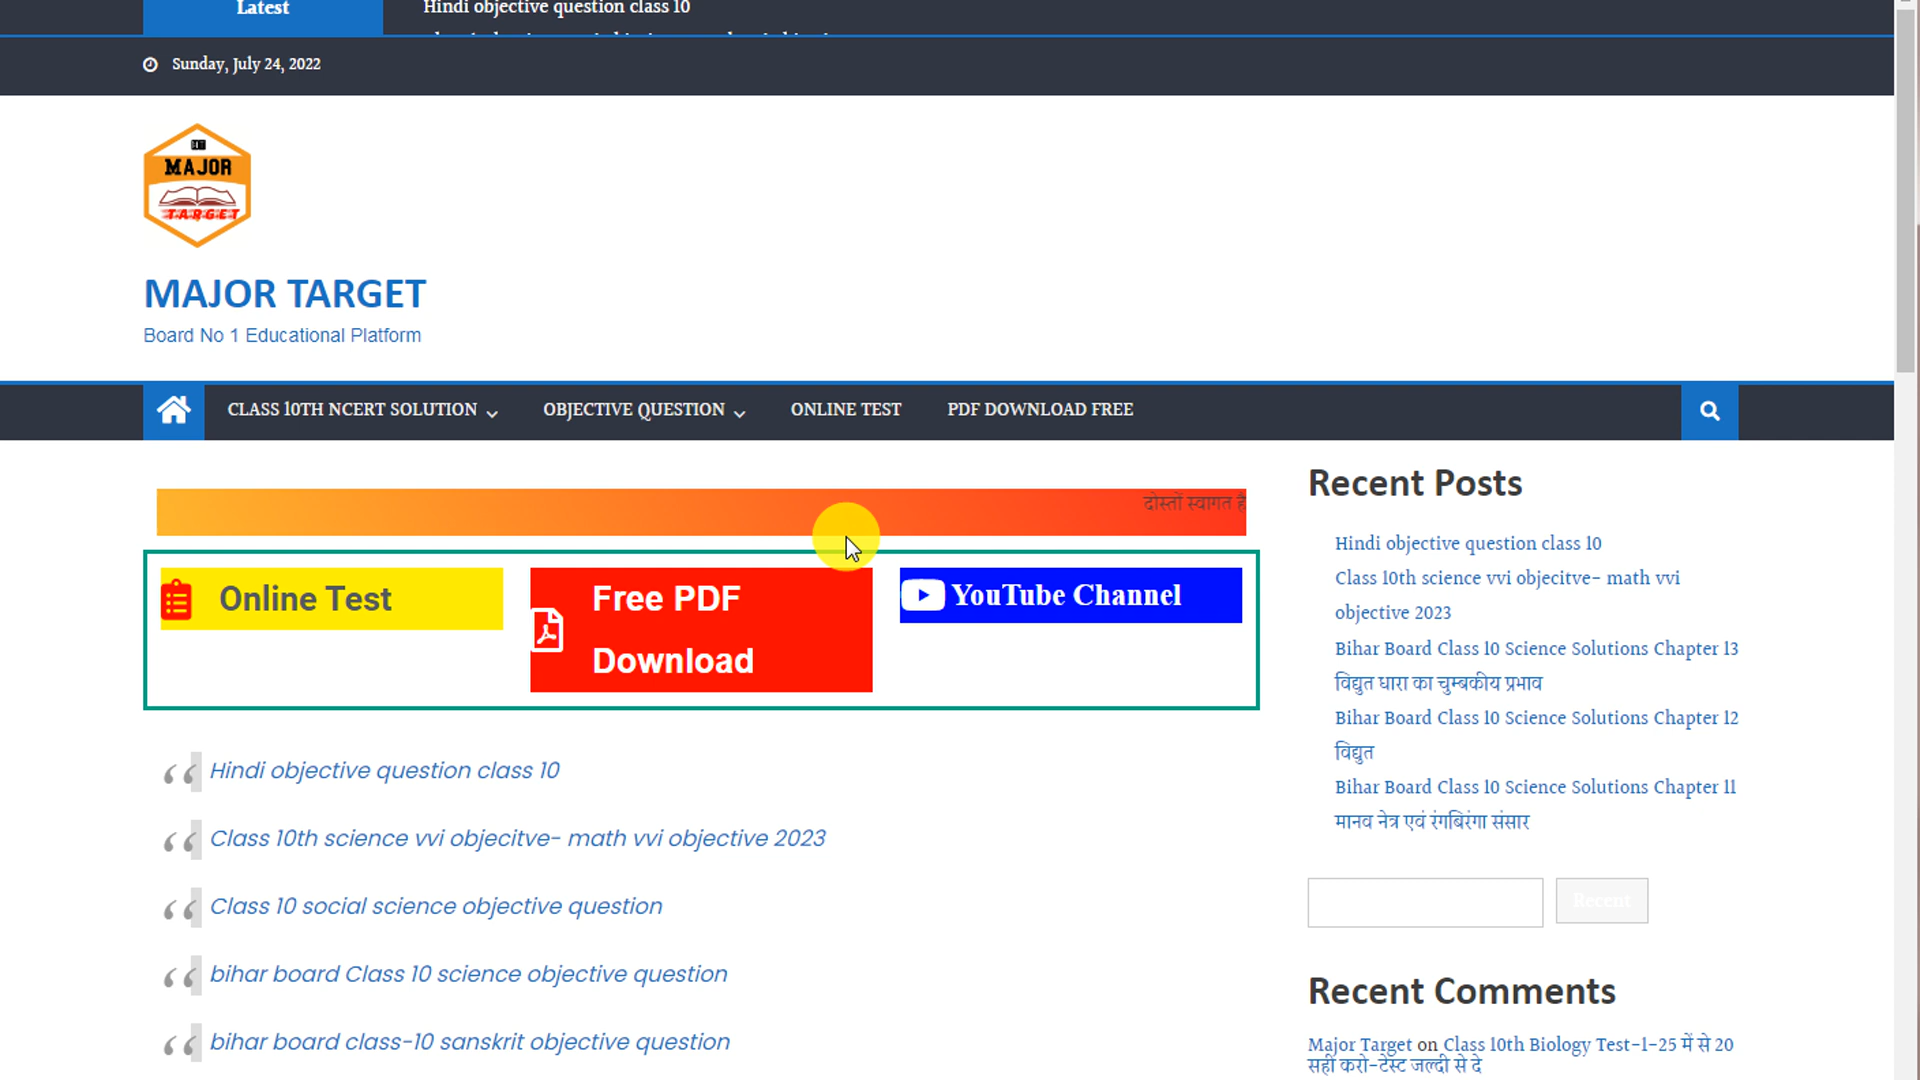 Latest
Hindi objective question class 10
Sunday, July 24, 2022
MAJOR
TARGET
MAJOR TARGET
Board No 1 Educational Platform
CLASS 10TH NCERT SOLUTION
OBJECTIVE QUESTION
ONLINE TEST
PDF DOWNLOAD FREE
दोस्तों स्वागत है
Online Test
Free PDF
Download
YouTube Channel
Hindi objective question class 10
Class 10th science vvi objecitve- math vvi objective 2023
Class 10 social science objective question
bihar board Class 10 science objective question
bihar board class-10 sanskrit objective question
Recent Posts
Hindi objective question class 10
Class 10th science vvi objecitve- math vvi
objective 2023
Bihar Board Class 10 Science Solutions Chapter 13
विद्युत धारा का चुम्बकीय प्रभाव
Bihar Board Class 10 Science Solutions Chapter 12
विद्युत
Bihar Board Class 10 Science Solutions Chapter 11
मानव नेत्र एवं रंगबिरंगा संसार
Recent
Recent Comments
Major Target on Class 10th Biology Test-1-25 में से 20
सही करो-टेस्ट जल्दी से दे